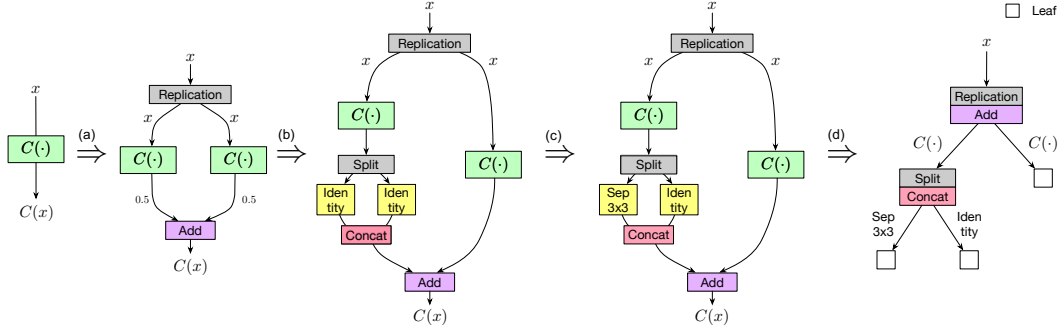 x
C(·)
C(x)
(a)
x
Replication
x
x
C(·)
C(·)
0.5
0.5
Add
C(x)
(b)
x
Replication
x
x
C(·)
C(·)
Split
Iden
tity
Iden
tity
Concat
Add
C(x)
(c)
x
Replication
x
x
C(·)
C(·)
Split
Sep
3x3
Iden
tity
Concat
Add
C(x)
(d)
Leaf
x
Replication
Add
C(·)
C(·)
Split
Concat
Sep
3x3
Iden
tity